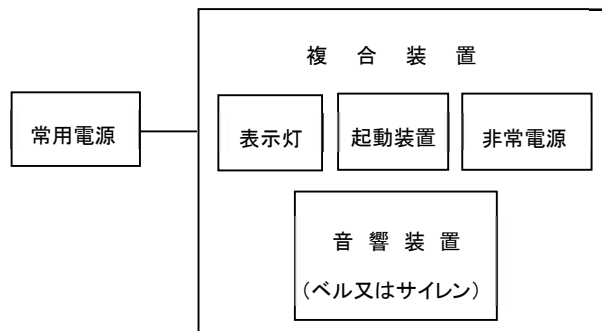 複合装置
常用電源
表示灯
起動装置
非常電源
音響装置
（ベル又はサイレン）